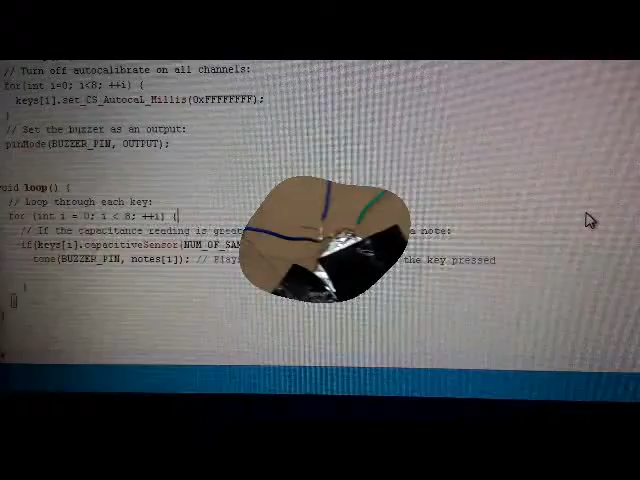 // Turn off autocalibrate on all channels:
for(int i=0; i<8; ++i) {
keys[i].set_CS_AutocaL_Millis(0xFFFFFFFF);
}
// Set the buzzer as an output:
pinMode(BUZZER_PIN, OUTPUT);
void loop() {
// Loop through each key:
for (int i = 0; i < 8; ++i) {
// If the capacitance reading is a note:
if(keys[i].capacitiveSensor(
tone(BUZZER_PIN, notes[i]); // the key pressed
}
}